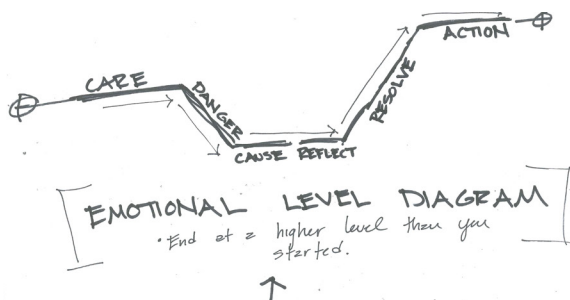 CARE
DANGER
CAUSE REFLECT
RESOLVE
ACTION
EMOTIONAL LEVEL DIAGRAM
• End at a higher level than you
started.